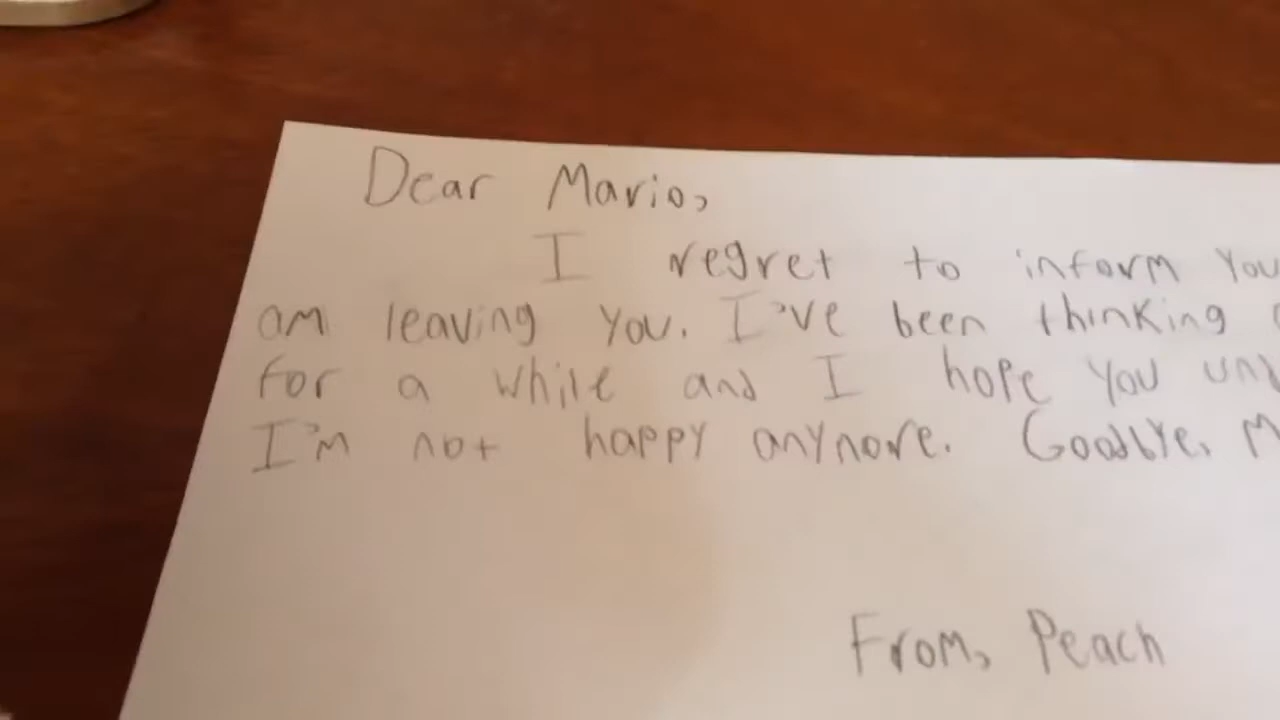 Dear Mario,
I regret to inform you
am leaving you. I've been thinking
for a while and I hope you
I'm not happy anynore. Goodbye,
From, Peach